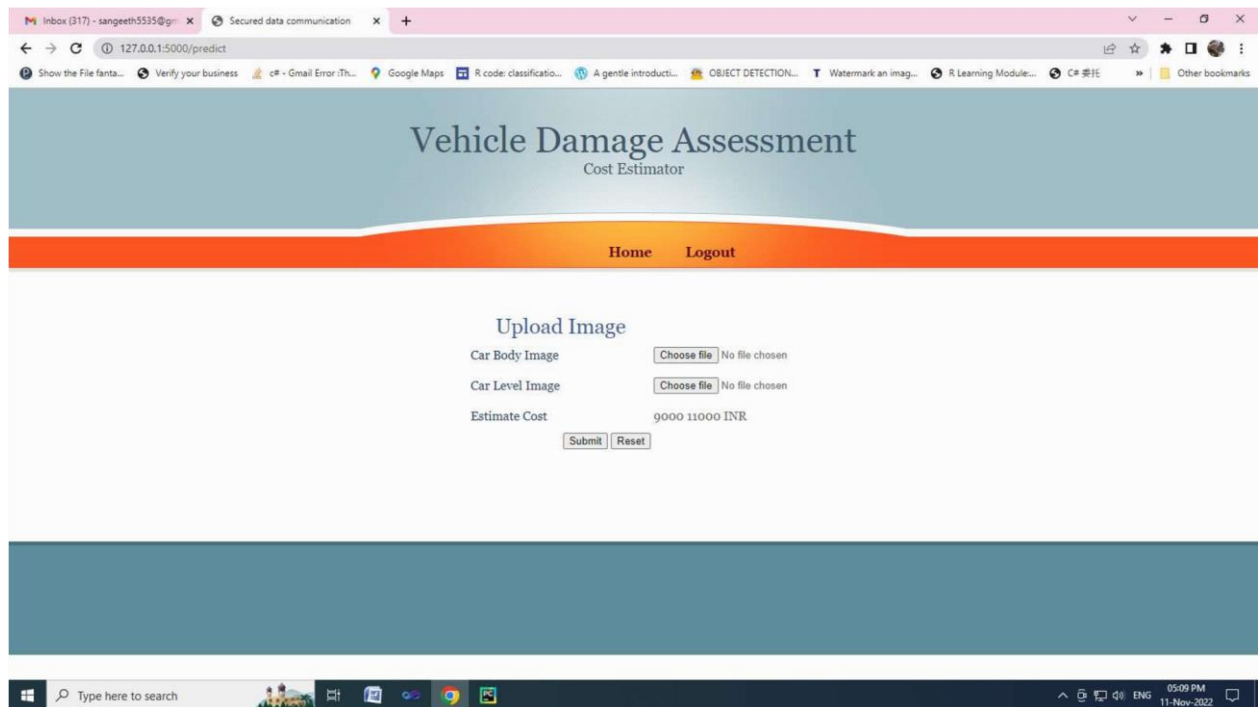 Inbox (317) - sangeeth5535@gm
Secured data communication
127.0.0.1:5000/predict
Show the File fanta... Verify your business c# - Gmail Error :Th... Google Maps R code: classificatio... A gentle introducti... OBJECT DETECTION... Watermark an imag... R Learning Module:... C# 委托 » Other bookmarks
Vehicle Damage Assessment
Cost Estimator
Home Logout
Upload Image
Car Body Image Choose file No file chosen
Car Level Image Choose file No file chosen
Estimate Cost 9000 11000 INR
Submit Reset
Type here to search
ENG
05:09 PM
11-Nov-2022